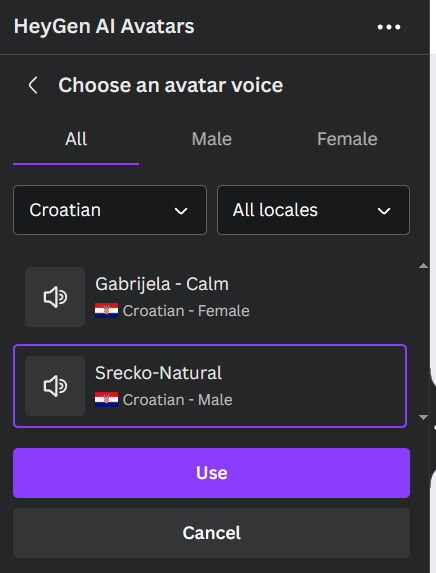 HeyGen AI Avatars
Choose an avatar voice
All Male Female
Croatian All locales
Gabrijela - Calm
Croatian - Female
Srecko-Natural
Croatian - Male
Use
Cancel